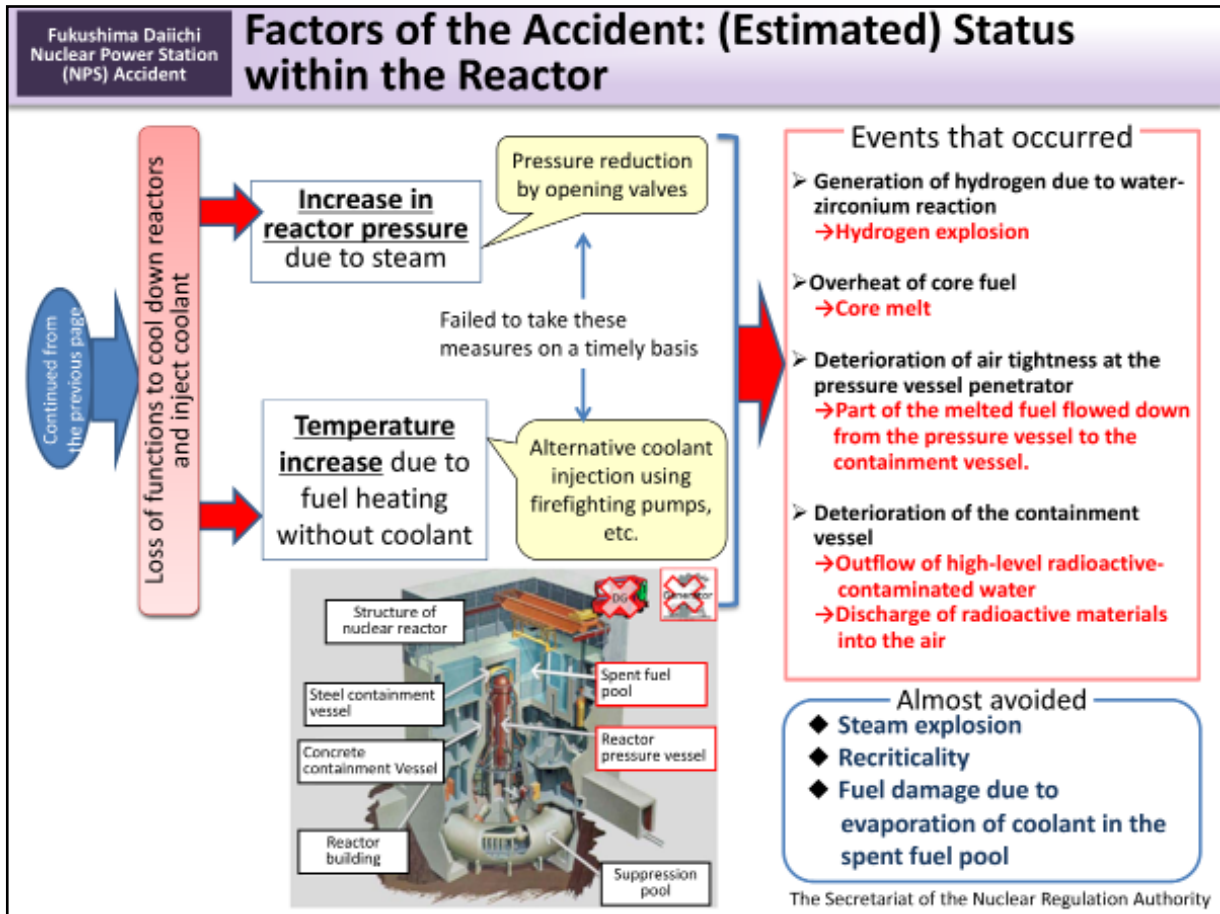 Fukushima Daiichi
Nuclear Power Station
(NPS) Accident
Factors of the Accident: (Estimated) Status
within the Reactor
Continued from
the previous page
Loss of functions to cool down reactors
and inject coolant
Increase in
reactor pressure
due to steam
Pressure reduction
by opening valves
Failed to take these
measures on a timely basis
Temperature
increase due to
fuel heating
without coolant
Alternative coolant
injection using
firefighting pumps,
etc.
DG
Generator
Structure of
nuclear reactor
Steel containment
vessel
Concrete
containment Vessel
Reactor
building
Spent fuel
pool
Reactor
pressure vessel
Suppression
pool
Events that occurred
➢ Generation of hydrogen due to water-
zirconium reaction
→Hydrogen explosion
➢Overheat of core fuel
→Core melt
➢ Deterioration of air tightness at the
pressure vessel penetrator
→Part of the melted fuel flowed down
from the pressure vessel to the
containment vessel.
➢ Deterioration of the containment
vessel
→Outflow of high-level radioactive-
contaminated water
→Discharge of radioactive materials
into the air
Almost avoided
◆ Steam explosion
◆ Recriticality
◆ Fuel damage due to
evaporation of coolant in the
spent fuel pool
The Secretariat of the Nuclear Regulation Authority